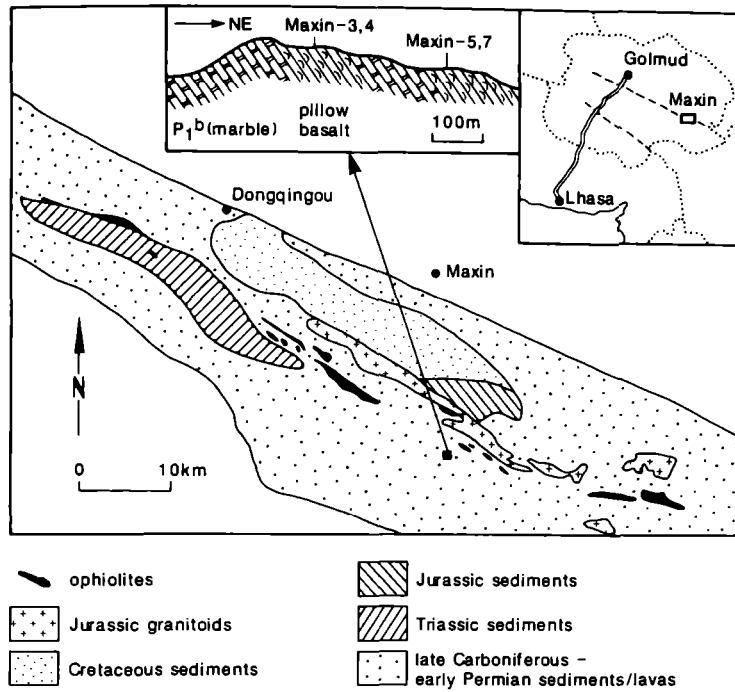 NE
Maxin-3,4
Maxin-5,7
P₁ᵇ(marble)
pillow
basalt
100m
Golmud
Maxin
Lhasa
Dongqingou
Maxin
N
0
10km
ophiolites
Jurassic granitoids
Cretaceous sediments
Jurassic sediments
Triassic sediments
late Carboniferous –
early Permian sediments/lavas